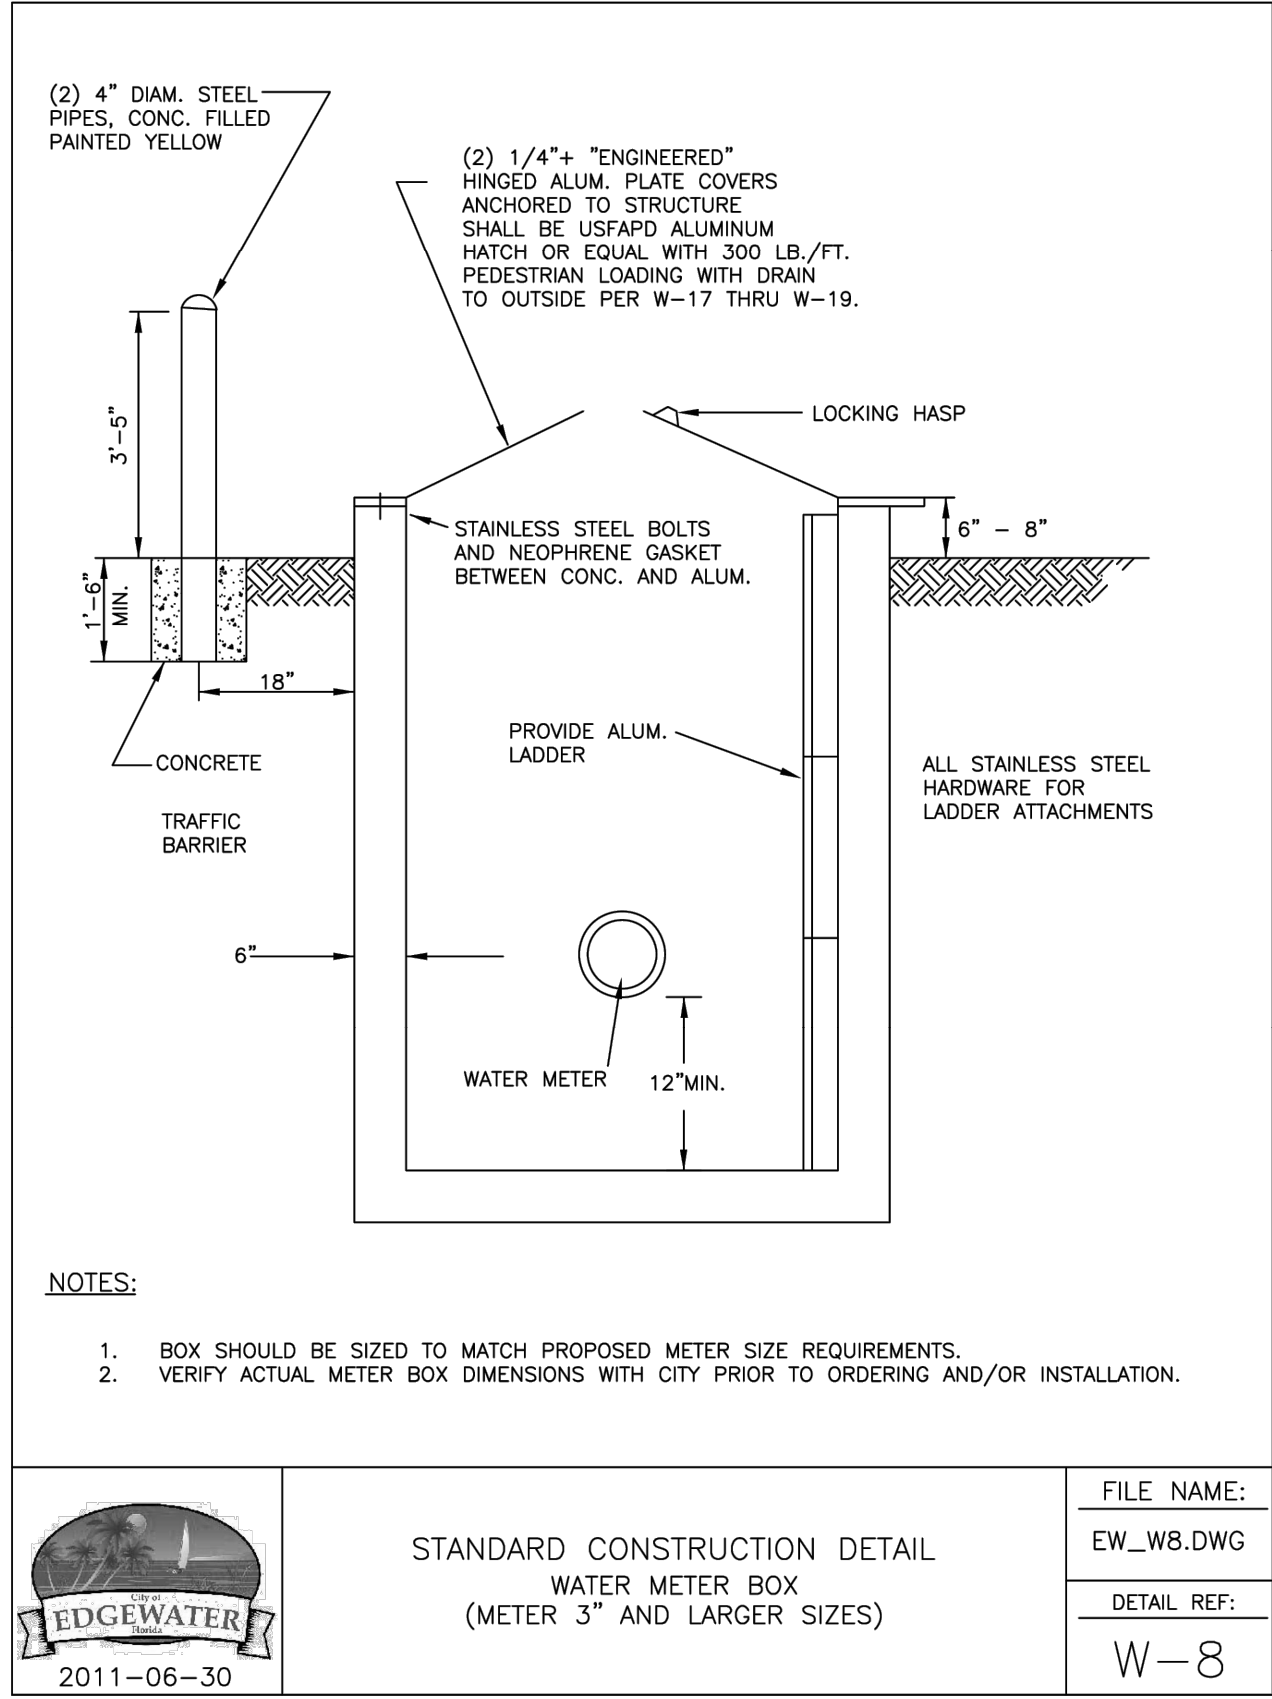 (2) 4” DIAM. STEEL
PIPES, CONC. FILLED
PAINTED YELLOW
(2) 1/4”+ ”ENGINEERED”
HINGED ALUM. PLATE COVERS
ANCHORED TO STRUCTURE
SHALL BE USFAPD ALUMINUM
HATCH OR EQUAL WITH 300 LB./FT.
PEDESTRIAN LOADING WITH DRAIN
TO OUTSIDE PER W–17 THRU W–19.
3’–5”
LOCKING HASP
STAINLESS STEEL BOLTS
AND NEOPHRENE GASKET
BETWEEN CONC. AND ALUM.
6” – 8”
1’–6”
MIN.
18”
PROVIDE ALUM.
LADDER
CONCRETE
ALL STAINLESS STEEL
HARDWARE FOR
LADDER ATTACHMENTS
TRAFFIC
BARRIER
6”
WATER METER
12”MIN.
NOTES:
1. BOX SHOULD BE SIZED TO MATCH PROPOSED METER SIZE REQUIREMENTS.
2. VERIFY ACTUAL METER BOX DIMENSIONS WITH CITY PRIOR TO ORDERING AND/OR INSTALLATION.
City of
EDGEWATER
Florida
2011–06–30
STANDARD CONSTRUCTION DETAIL
WATER METER BOX
(METER 3” AND LARGER SIZES)
FILE NAME:
EW_W8.DWG
DETAIL REF:
W–8